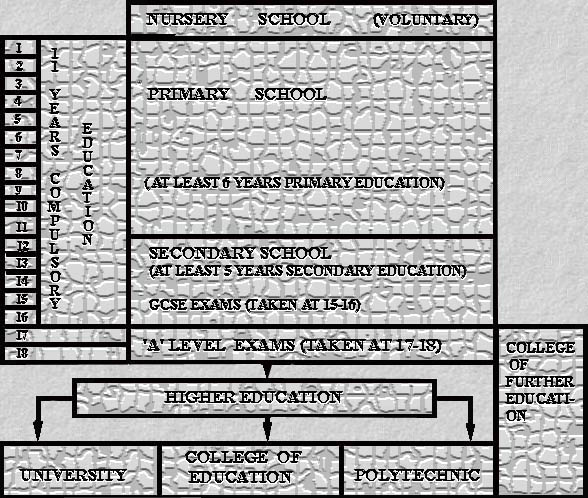 NURSERY SCHOOL (VOLUNTARY)
1
2
3
4
5
6
7
8
9
10
11
12
13
14
15
16
17
18
11 YEARS COMPULSORY
EDUCATION
PRIMARY SCHOOL
(AT LEAST 6 YEARS PRIMARY EDUCATION)
SECONDARY SCHOOL
(AT LEAST 5 YEARS SECONDARY EDUCATION)
GCSE EXAMS (TAKEN AT 15-16)
'A' LEVEL EXAMS (TAKEN AT 17-18)
COLLEGE
OF
FURTHER
EDUCATI-
ON
HIGHER EDUCATION
UNIVERSITY
COLLEGE OF
EDUCATION
POLYTECHNIC